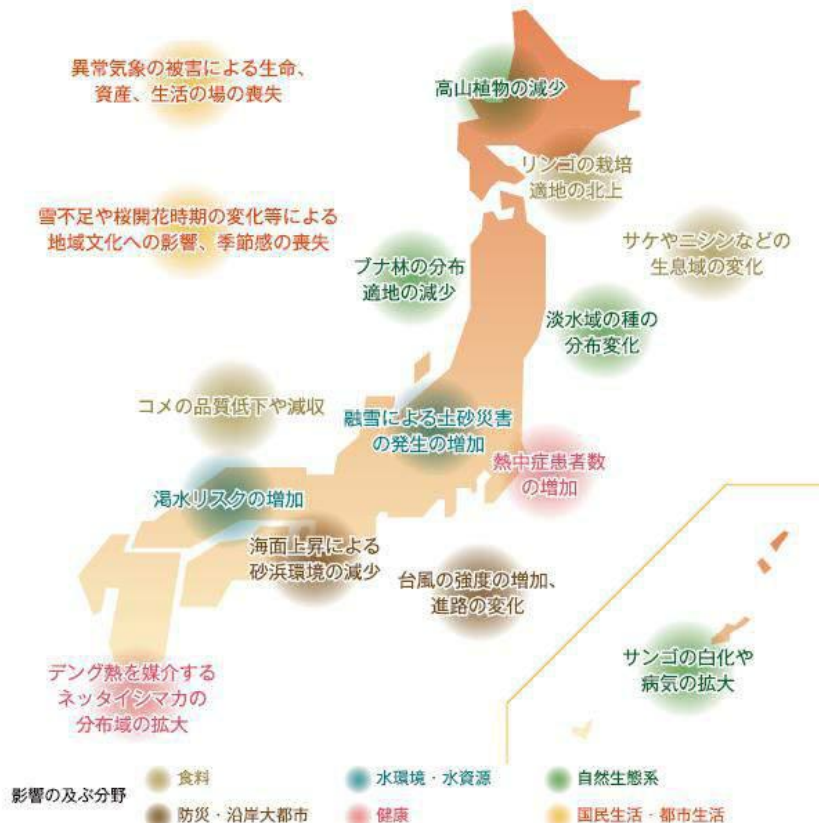 異常気象の被害による生命、
資産、生活の場の喪失
高山植物の減少
リンゴの栽培
適地の北上
雪不足や桜開花時期の変化等による
地域文化への影響、季節感の喪失
サケやニシンなどの
生息域の変化
ブナ林の分布
適地の減少
淡水域の種の
分布変化
コメの品質低下や減収
融雪による土砂災害
の発生の増加
熱中症患者数
の増加
渇水リスクの増加
海面上昇による
砂浜環境の減少
台風の強度の増加、
進路の変化
サンゴの白化や
病気の拡大
デング熱を媒介する
ネッタイシマカの
分布域の拡大
影響の及ぶ分野
食料
水環境・水資源
自然生態系
防災・沿岸大都市
健康
国民生活・都市生活